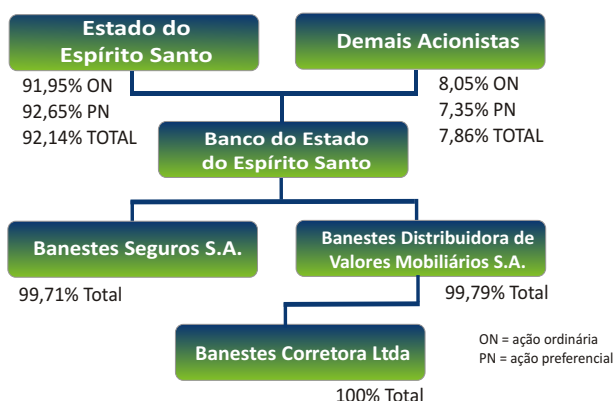 Estado do
Espírito Santo
Demais Acionistas
91,95% ON
92,65% PN
92,14% TOTAL
8,05% ON
7,35% PN
7,86% TOTAL
Banco do Estado
do Espírito Santo
Banestes Seguros S.A.
Banestes Distribuidora de
Valores Mobiliários S.A.
99,71% Total
99,79% Total
Banestes Corretora Ltda
100% Total
ON = ação ordinária
PN = ação preferencial